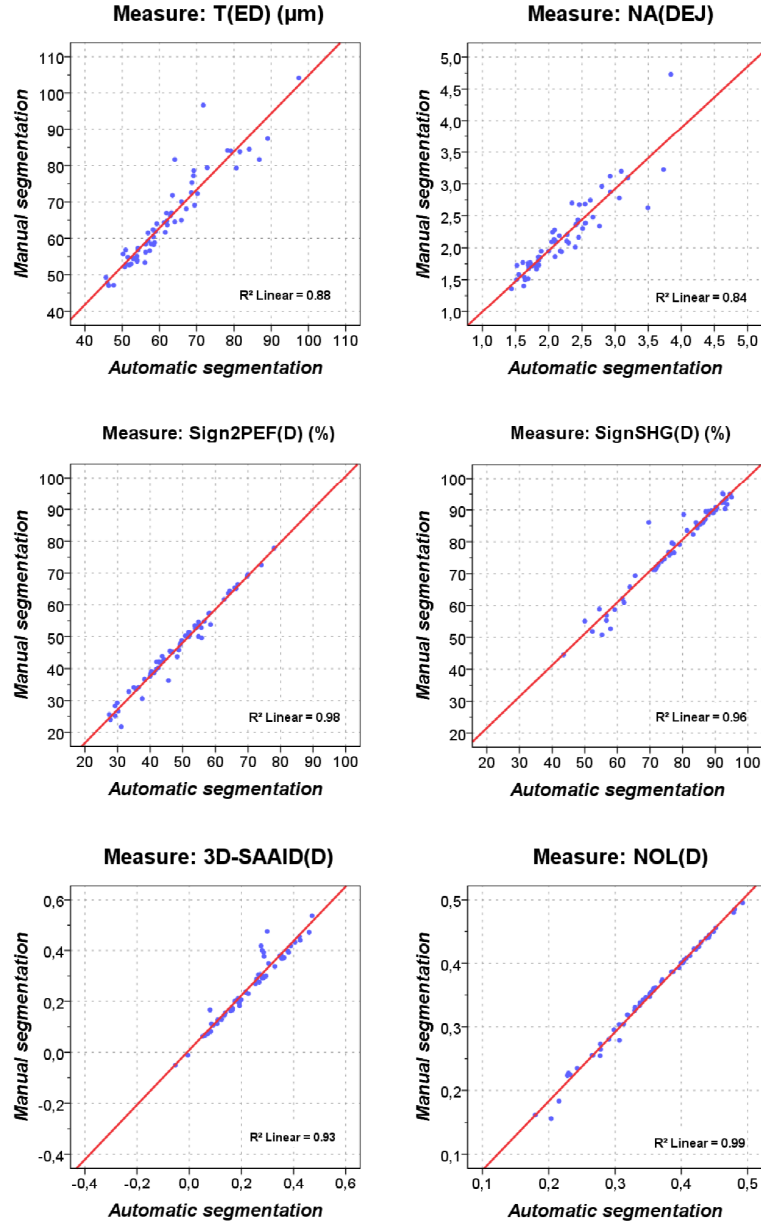 Measure: T(ED) (µm)
Manual segmentation
110
100
90
80
70
60
50
40
R² Linear = 0.88
40 50 60 70 80 90 100 110
Automatic segmentation
Measure: NA(DEJ)
Manual segmentation
5,0
4,5
4,0
3,5
3,0
2,5
2,0
1,5
1,0
R² Linear = 0.84
1,0 1,5 2,0 2,5 3,0 3,5 4,0 4,5 5,0
Automatic segmentation
Measure: Sign2PEF(D) (%)
Manual segmentation
100
90
80
70
60
50
40
30
20
R² Linear = 0.98
20 30 40 50 60 70 80 90 100
Automatic segmentation
Measure: SignSHG(D) (%)
Manual segmentation
100
90
80
70
60
50
40
30
20
R² Linear = 0.96
20 30 40 50 60 70 80 90 100
Automatic segmentation
Measure: 3D-SAAID(D)
Manual segmentation
0,6
0,4
0,2
0,0
-0,2
-0,4
R² Linear = 0.93
-0,4 -0,2 0,0 0,2 0,4 0,6
Automatic segmentation
Measure: NOL(D)
Manual segmentation
0,5
0,4
0,3
0,2
0,1
R² Linear = 0.99
0,1 0,2 0,3 0,4 0,5
Automatic segmentation